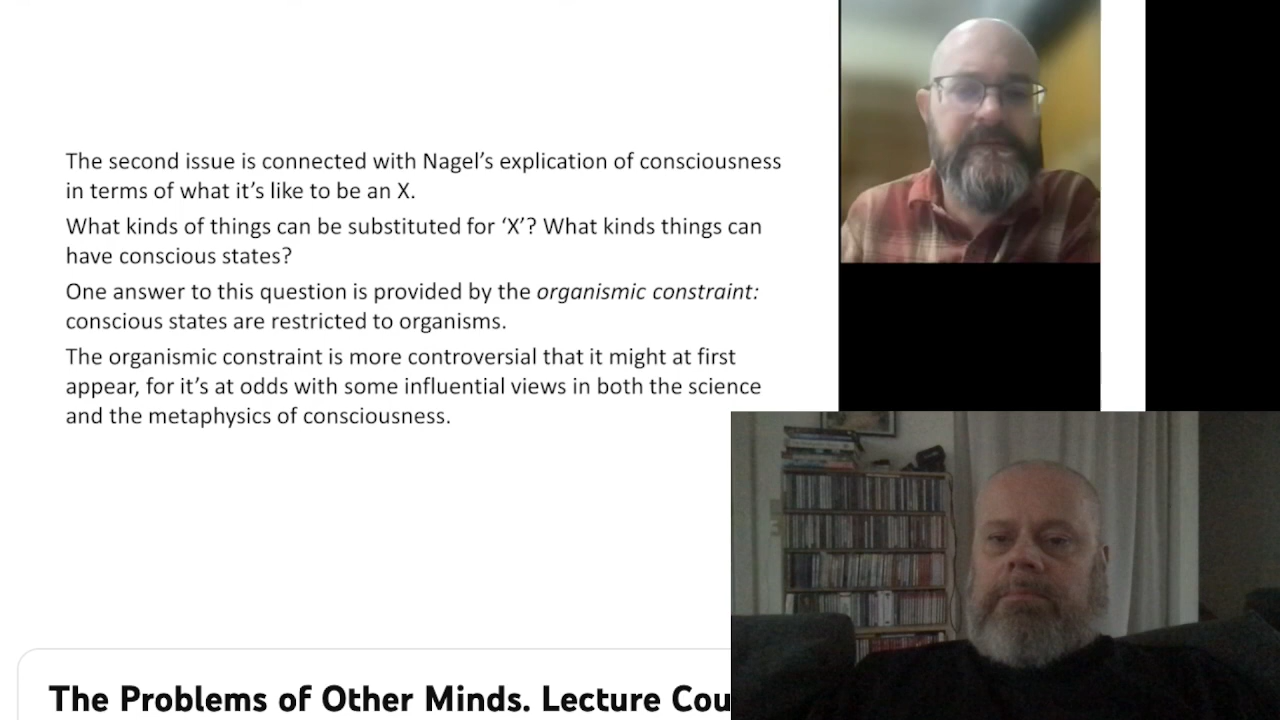 The second issue is connected with Nagel’s explication of consciousness
in terms of what it’s like to be an X.
What kinds of things can be substituted for ‘X’? What kinds things can
have conscious states?
One answer to this question is provided by the organismic constraint:
conscious states are restricted to organisms.
The organismic constraint is more controversial that it might at first
appear, for it’s at odds with some influential views in both the science
and the metaphysics of consciousness.
The Problems of Other Minds. Lecture Cou